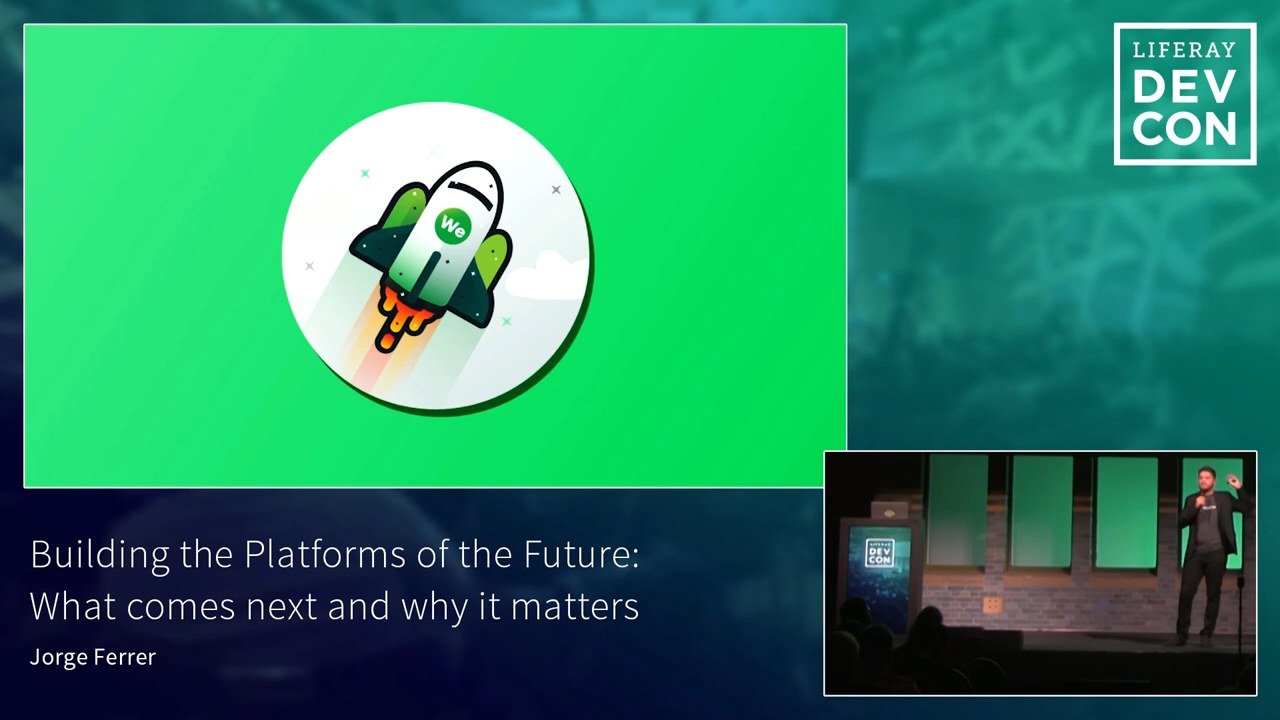 LIFERAY
DEV
CON
We
Building the Platforms of the Future:
What comes next and why it matters
Jorge Ferrer
LIFERAY
DEV
CON